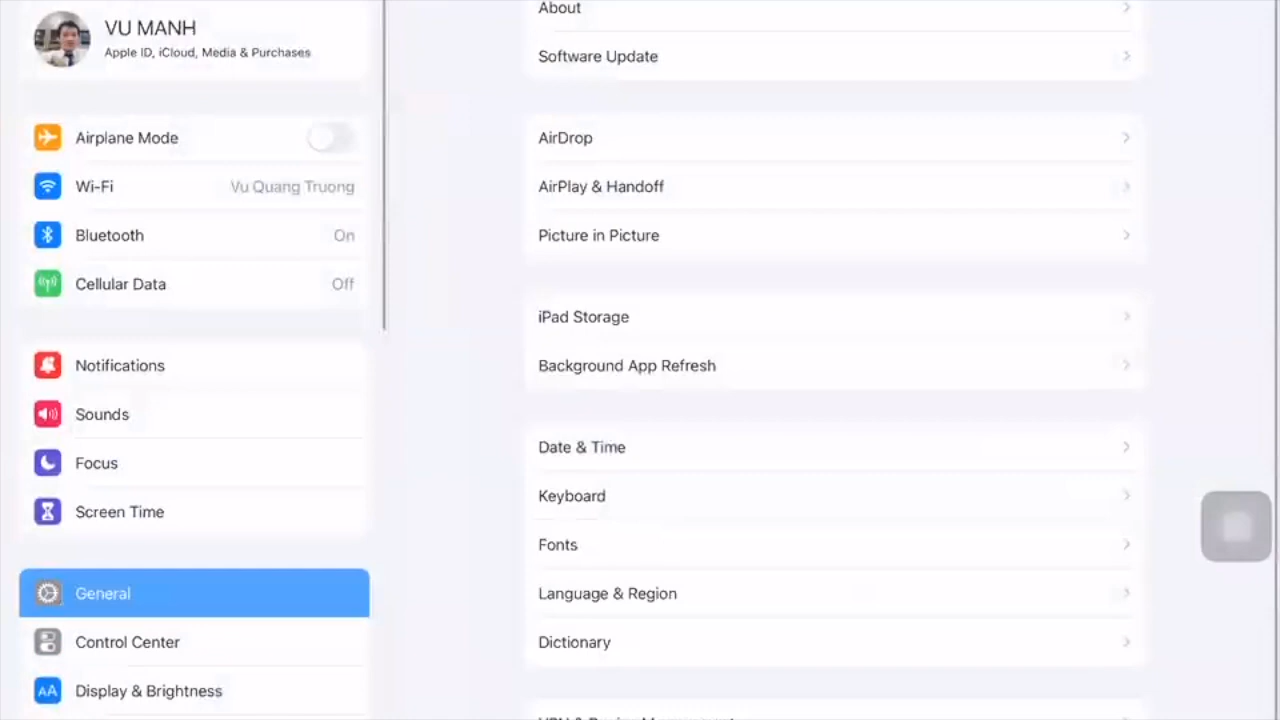 VU MANH
Apple ID, iCloud, Media & Purchases
Airplane Mode
Wi-Fi Vu Quang Truong
Bluetooth On
Cellular Data Off
Notifications
Sounds
Focus
Screen Time
General
Control Center
AA Display & Brightness
About
Software Update
AirDrop
AirPlay & Handoff
Picture in Picture
iPad Storage
Background App Refresh
Date & Time
Keyboard
Fonts
Language & Region
Dictionary